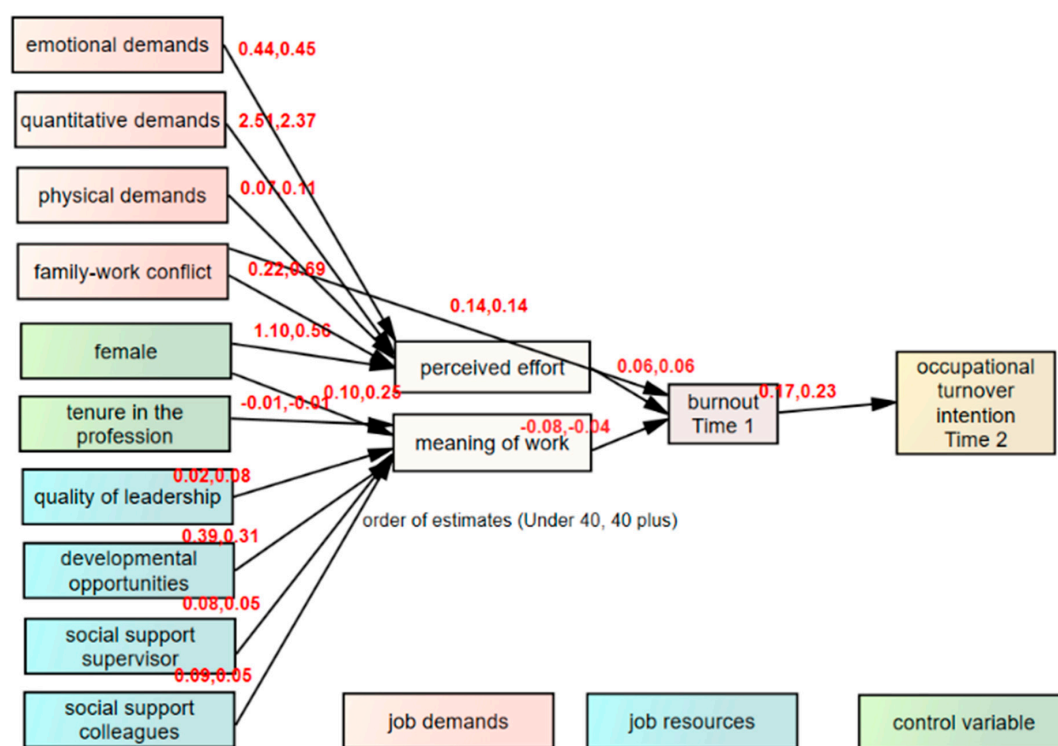 emotional demands
0.44,0.45
quantitative demands
2.51,2.37
physical demands
0.07,0.11
family-work conflict
0.22,0.69
0.14,0.14
female
1.10,0.56
perceived effort
0.06,0.06
occupational
turnover
intention
Time 2
0.10,0.25
burnout
Time 1
0.17,0.23
tenure in the
profession
-0.01,-0.01
meaning of work
-0.08,-0.04
quality of leadership
0.02,0.08
order of estimates (Under 40, 40 plus)
0.39,0.31
developmental
opportunities
0.08,0.05
social support
supervisor
0.09,0.05
social support
colleagues
job demands
job resources
control variable